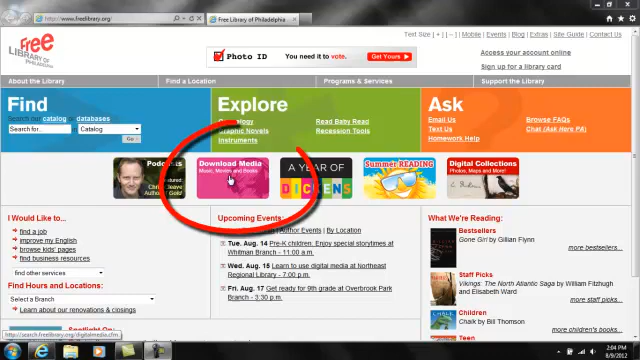 http://www.freelibrary.org/
Free Library of Philadelphia
Free
LIBRARY
OF PHILADELPHIA
Text Size [ + ] [ – ] | Mobile | Events | Blog | Extras | Site Guide | Contact Us
Photo ID
You need it to vote.
Get Yours
Access your account online
Sign up for a library card
About the Library
Find a Location
Programs & Services
Support the Library
Find
Search our catalog or databases
Search for...
Catalog
Go
Explore
Graphic Novels
Instruments
Read Baby Read
Recession Tools
Ask
Email Us
Text Us
Homework Help
Browse FAQs
Chat (Ask Here PA)
Download Media
Music, Movies and Books
A YEAR OF
DICKENS
Summer READING
Digital Collections
Photos, Maps and More!
I Would Like to:
find a job
improve my English
browse kids' pages
find business resources
find other services
Find Hours and Locations:
Select a Branch
Learn about our renovations & closings
Spotlight On:
Upcoming Events:
Author Events | By Location
Tue. Aug. 14 Pre-K children: Enjoy special storytimes at
Whitman Branch - 11:00 a.m.
Wed. Aug. 15 Learn to use digital media at Northeast
Regional Library - 7:00 p.m.
Fri. Aug. 17 Get ready for 9th grade at Overbrook Park
Branch - 3:30 p.m.
What We're Reading:
Bestsellers
Gone Girl by Gillian Flynn
more bestsellers...
Staff Picks
Vikings: The North Atlantic Saga by William Fitzhugh
and Elisabeth Ward
more staff picks...
Children
Chalk by Bill Thomson
more children's books...
http://search.freelibrary.org/digitalmedia.cfm
2:04 PM
8/9/2012